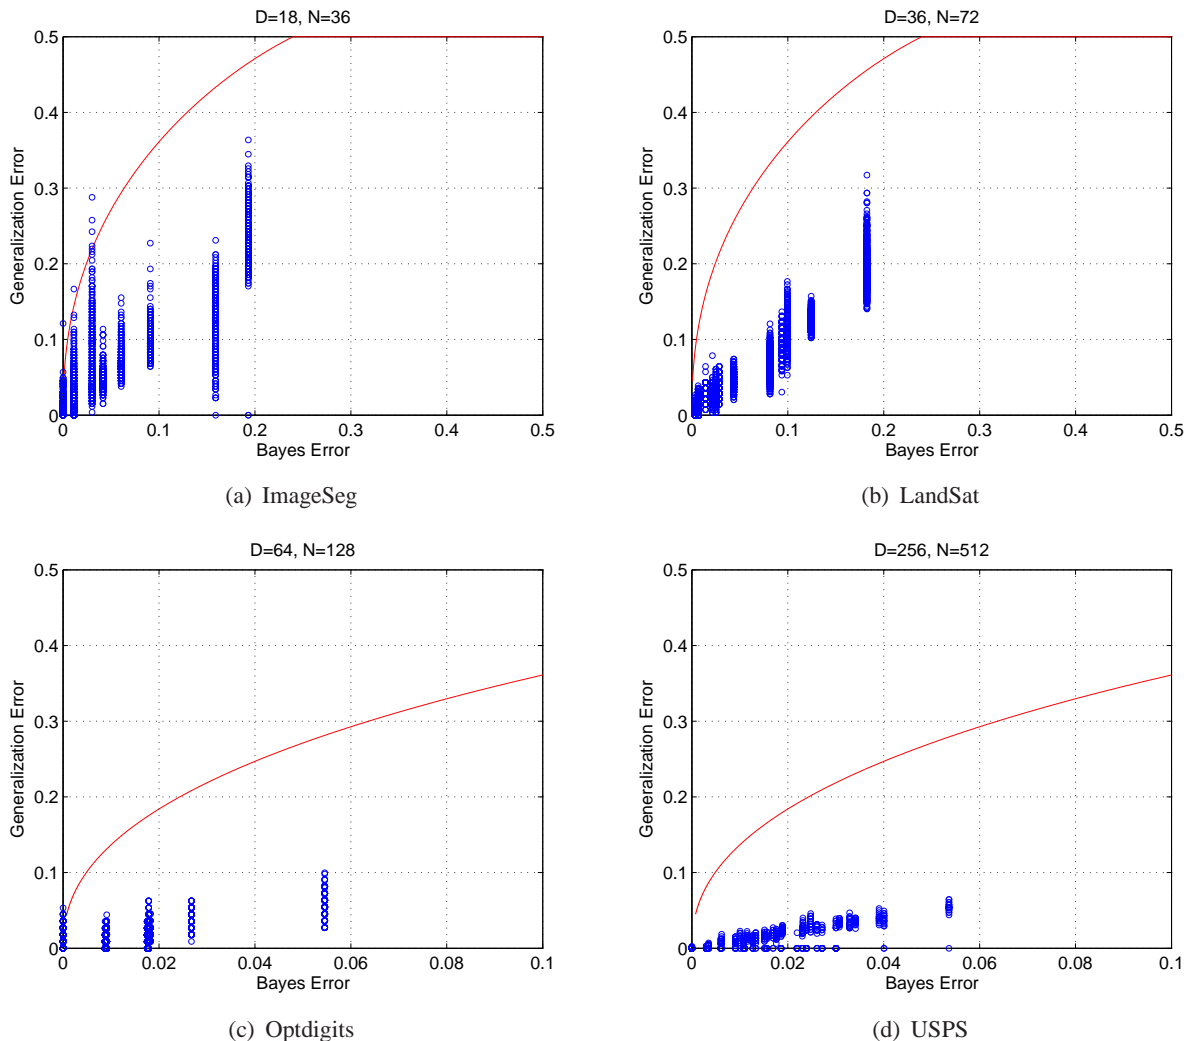 D=18, N=36
0.5
0.4
0.3
0.2
0.1
0
Generalization Error
0 0.1 0.2 0.3 0.4 0.5
Bayes Error
(a) ImageSeg
D=36, N=72
0.5
0.4
0.3
0.2
0.1
0
Generalization Error
0 0.1 0.2 0.3 0.4 0.5
Bayes Error
(b) LandSat
D=64, N=128
0.5
0.4
0.3
0.2
0.1
0
Generalization Error
0 0.02 0.04 0.06 0.08 0.1
Bayes Error
(c) Optdigits
D=256, N=512
0.5
0.4
0.3
0.2
0.1
0
Generalization Error
0 0.02 0.04 0.06 0.08 0.1
Bayes Error
(d) USPS